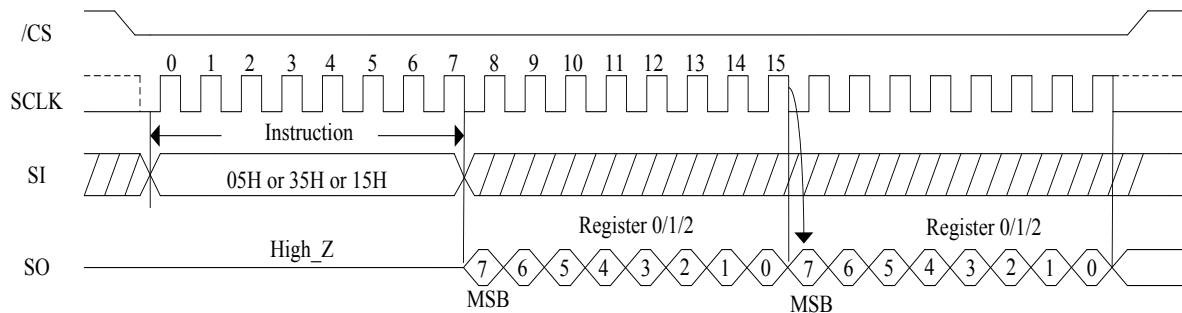 /CS
0 1 2 3 4 5 6 7 8 9 10 11 12 13 14 15
SCLK
Instruction
SI
05H or 35H or 15H
Register 0/1/2 Register 0/1/2
High_Z
SO
7 6 5 4 3 2 1 0 7 6 5 4 3 2 1 0
MSB MSB